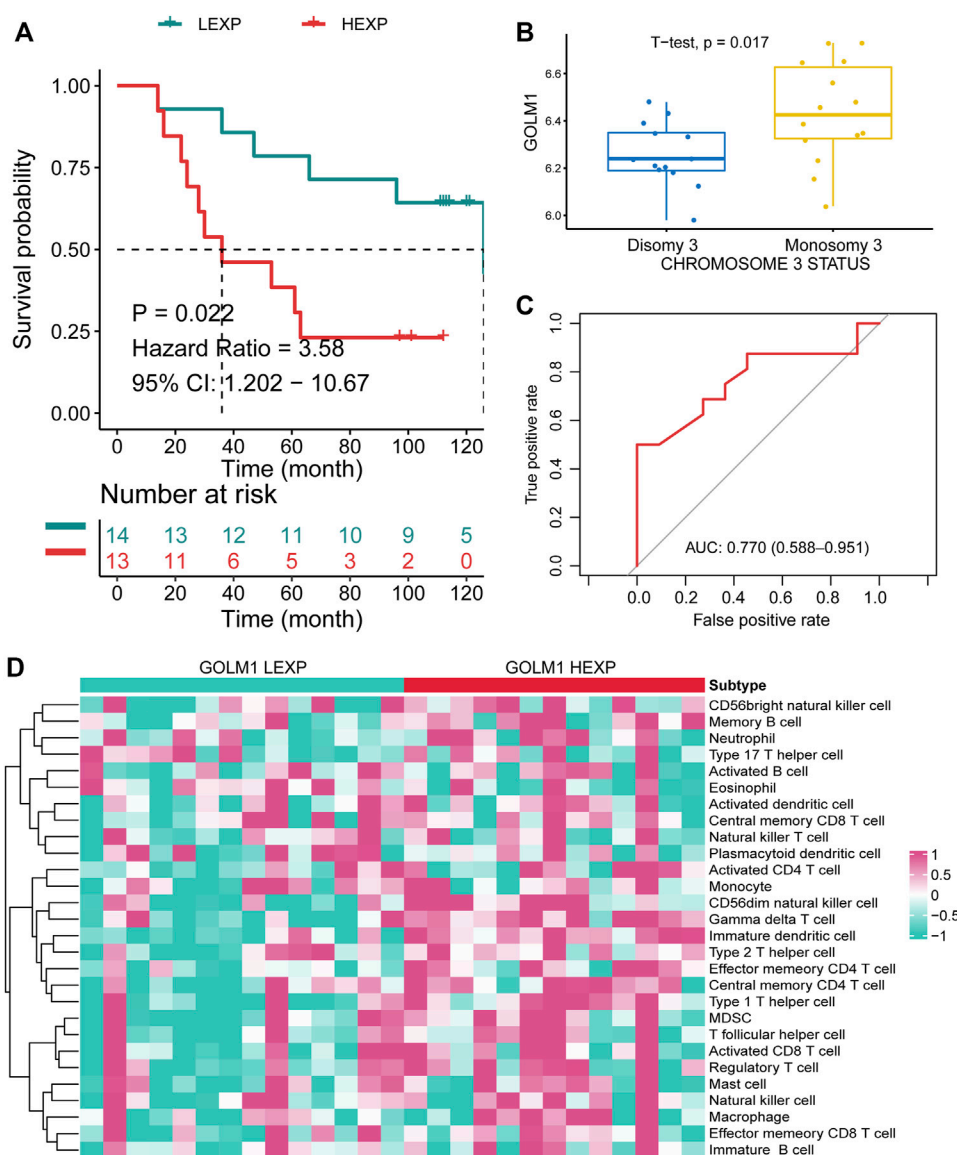 A
LEXP HEXP
Survival probability
1.00
0.75
0.50
0.25
0.00
P = 0.022
Hazard Ratio = 3.58
95% CI: 1.202 − 10.67
0 20 40 60 80 100 120
Time (month)
Number at risk
14 13 12 11 10 9 5
13 11 6 5 3 2 0
0 20 40 60 80 100 120
Time (month)
B
T−test, p = 0.017
GOLM1
6.6
6.4
6.2
6.0
Disomy 3 Monosomy 3
CHROMOSOME 3 STATUS
C
True positive rate
1.0
0.8
0.6
0.4
0.2
0.0
AUC: 0.770 (0.588–0.951)
0.0 0.2 0.4 0.6 0.8 1.0
False positive rate
D
GOLM1 LEXP GOLM1 HEXP
Subtype
CD56bright natural killer cell
Memory B cell
Neutrophil
Type 17 T helper cell
Activated B cell
Eosinophil
Activated dendritic cell
Central memory CD8 T cell
Natural killer T cell
Plasmacytoid dendritic cell
Activated CD4 T cell
Monocyte
CD56dim natural killer cell
Gamma delta T cell
Immature dendritic cell
Type 2 T helper cell
Effector memeory CD4 T cell
Central memory CD4 T cell
Type 1 T helper cell
MDSC
T follicular helper cell
Activated CD8 T cell
Regulatory T cell
Mast cell
Natural killer cell
Macrophage
Effector memeory CD8 T cell
Immature B cell
1
0.5
0
−0.5
−1